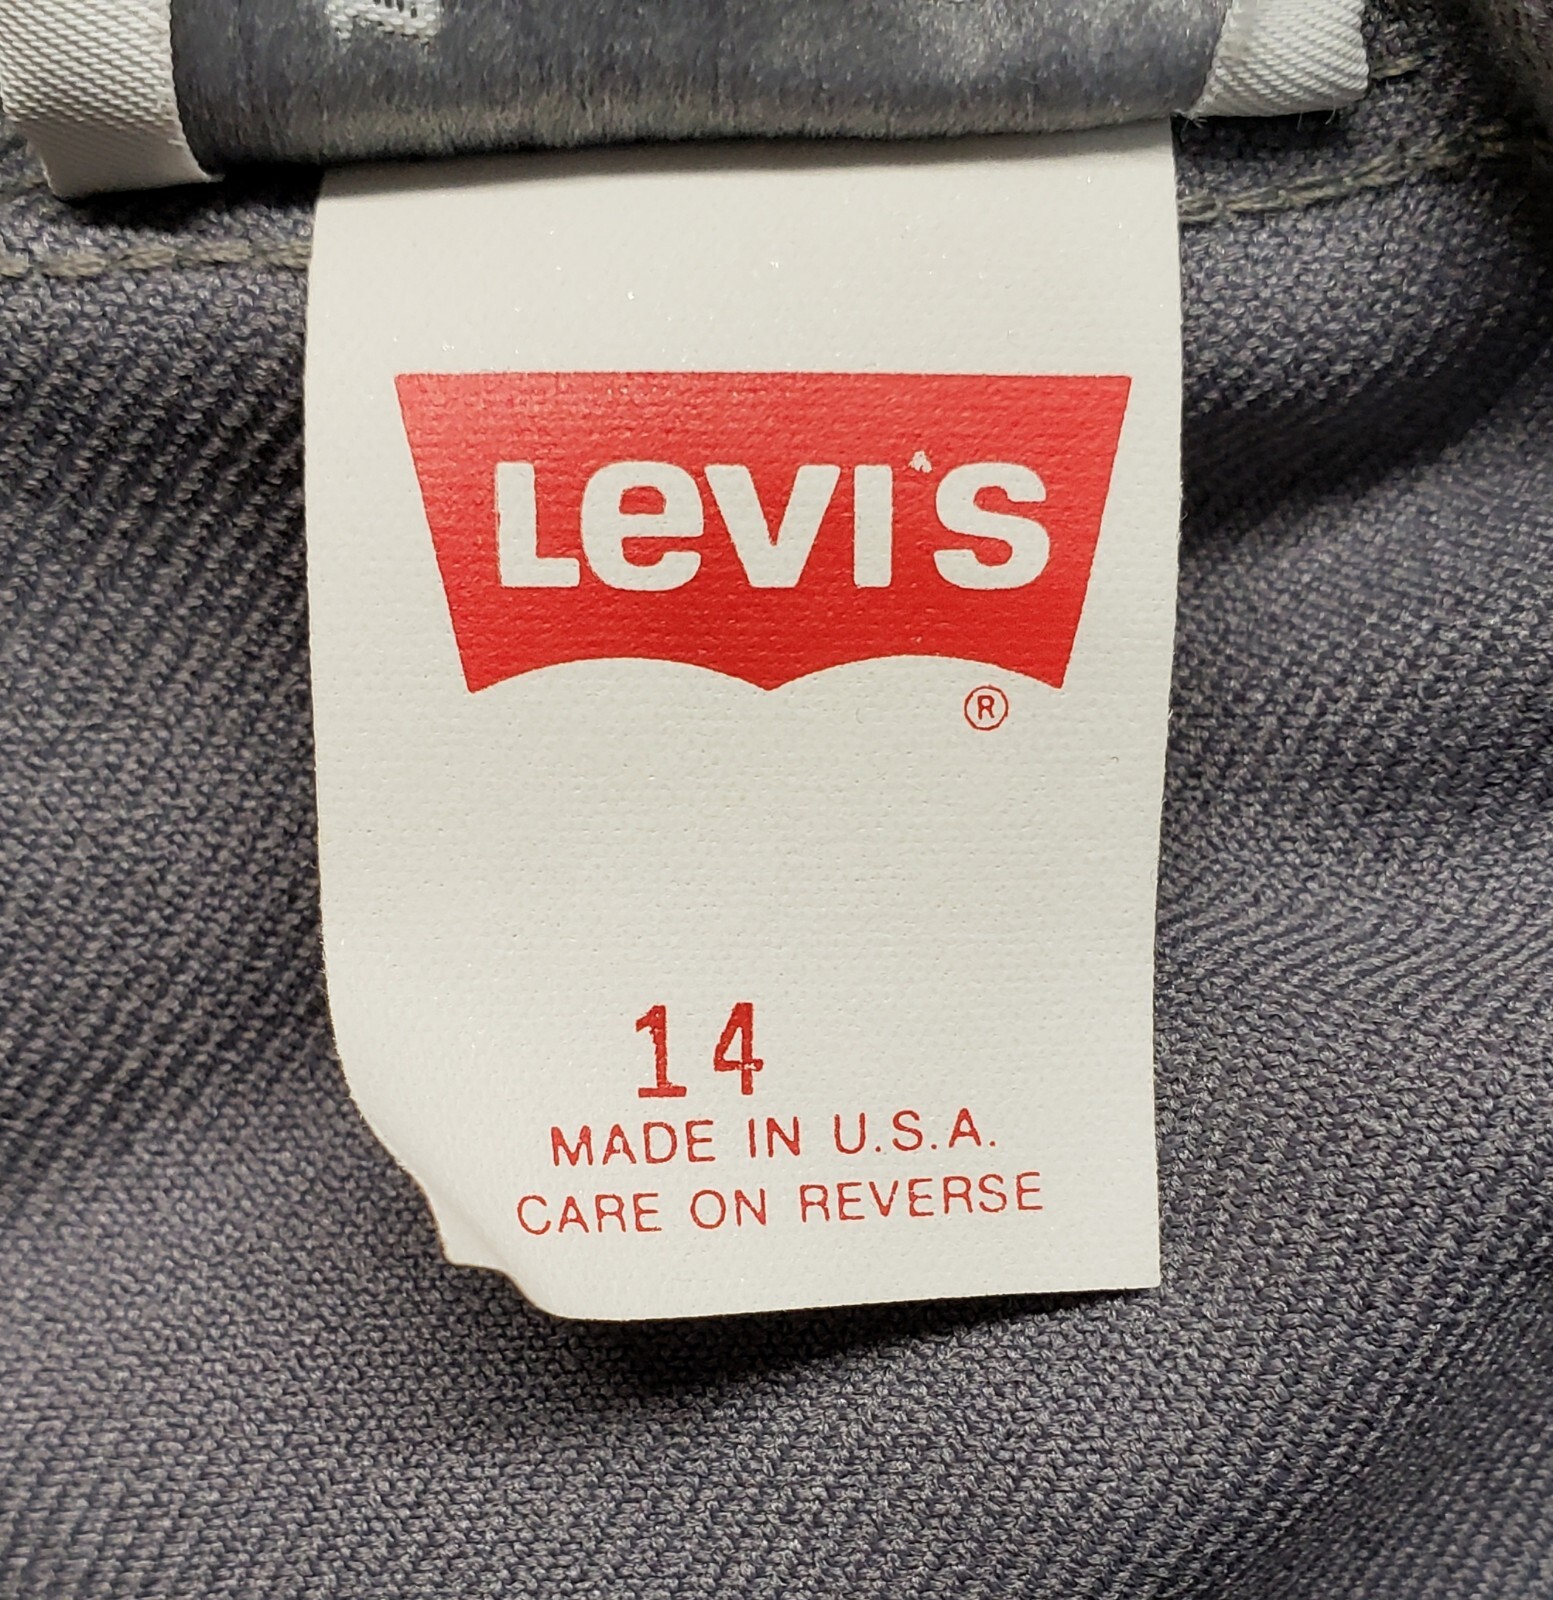 Levi's
®
14
MADE IN U.S.A.
CARE ON REVERSE